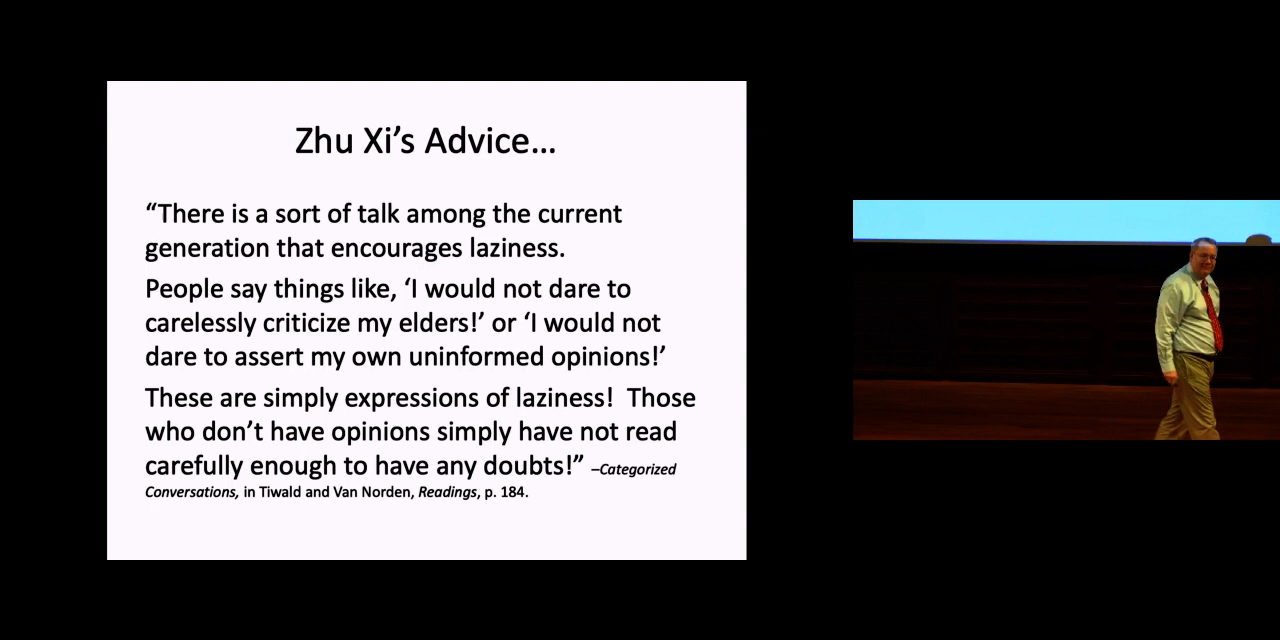 Zhu Xi’s Advice…
“There is a sort of talk among the current
generation that encourages laziness.
People say things like, ‘I would not dare to
carelessly criticize my elders!’ or ‘I would not
dare to assert my own uninformed opinions!’
These are simply expressions of laziness!  Those
who don’t have opinions simply have not read
carefully enough to have any doubts!” –Categorized
Conversations, in Tiwald and Van Norden, Readings, p. 184.